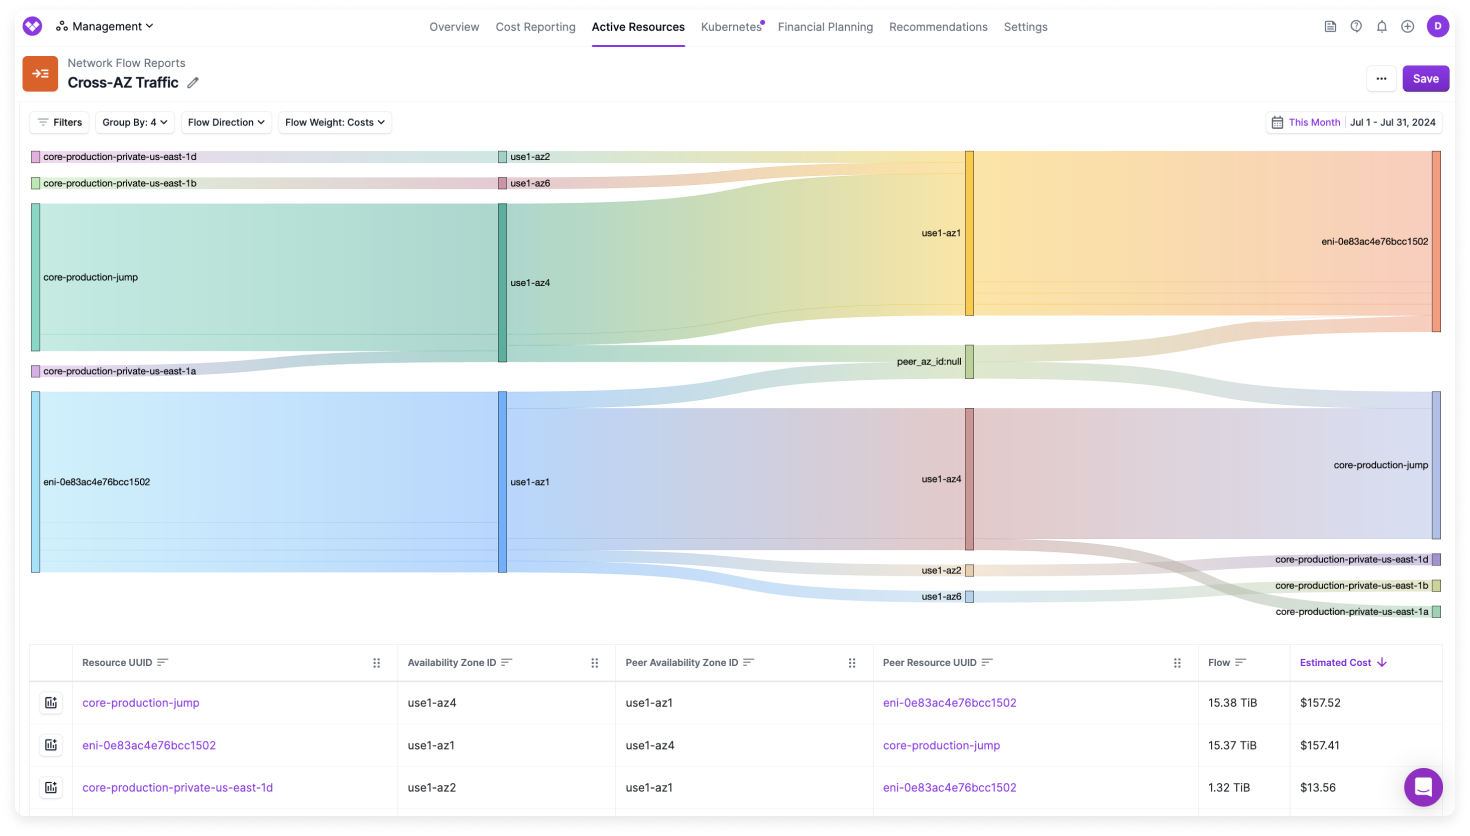 Management
Overview Cost Reporting Active Resources Kubernetes Financial Planning Recommendations Settings
D
Network Flow Reports
Cross-AZ Traffic
Save
Filters Group By: 4 Flow Direction Flow Weight: Costs
This Month Jul 1 - Jul 31, 2024
core-production-private-us-east-1d
use1-az2
core-production-private-us-east-1b
use1-az6
use1-az1
eni-0e83ac4e76bcc1502
core-production-jump
use1-az4
peer_az_id:null
core-production-private-us-east-1a
core-production-jump
eni-0e83ac4e76bcc1502
use1-az1
use1-az4
core-production-private-us-east-1d
use1-az2
core-production-private-us-east-1b
use1-az6
core-production-private-us-east-1a
Resource UUID Availability Zone ID Peer Availability Zone ID Peer Resource UUID Flow Estimated Cost
core-production-jump use1-az4 use1-az1 eni-0e83ac4e76bcc1502 15.38 TiB $157.52
eni-0e83ac4e76bcc1502 use1-az1 use1-az4 core-production-jump 15.37 TiB $157.41
core-production-private-us-east-1d use1-az2 use1-az1 eni-0e83ac4e76bcc1502 1.32 TiB $13.56